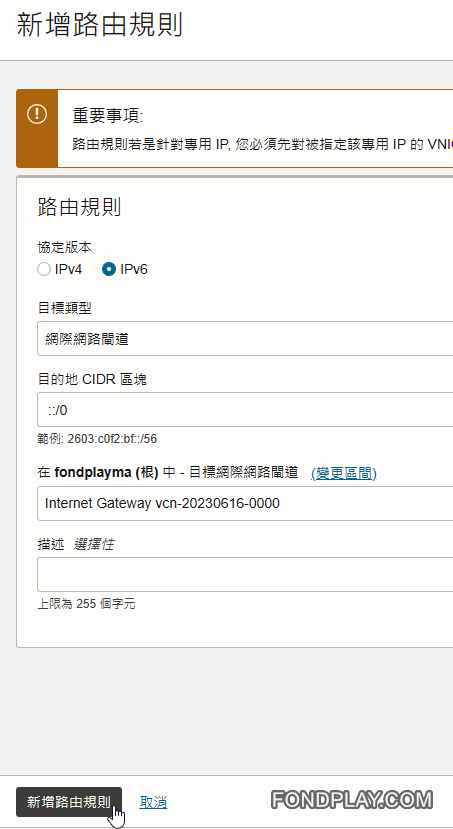 新增路由規則
重要事項:
路由規則若是針對專用 IP, 您必須先對被指定該專用 IP 的 VNIC
路由規則
協定版本
IPv4 IPv6
目標類型
網際網路閘道
目的地 CIDR 區塊
::/0
範例: 2603:c0f2:bf::/56
在 fondplayma (根) 中 - 目標網際網路閘道 (變更區間)
Internet Gateway vcn-20230616-0000
描述 選擇性
上限為 255 個字元
新增路由規則 取消
FONDPLAY.COM